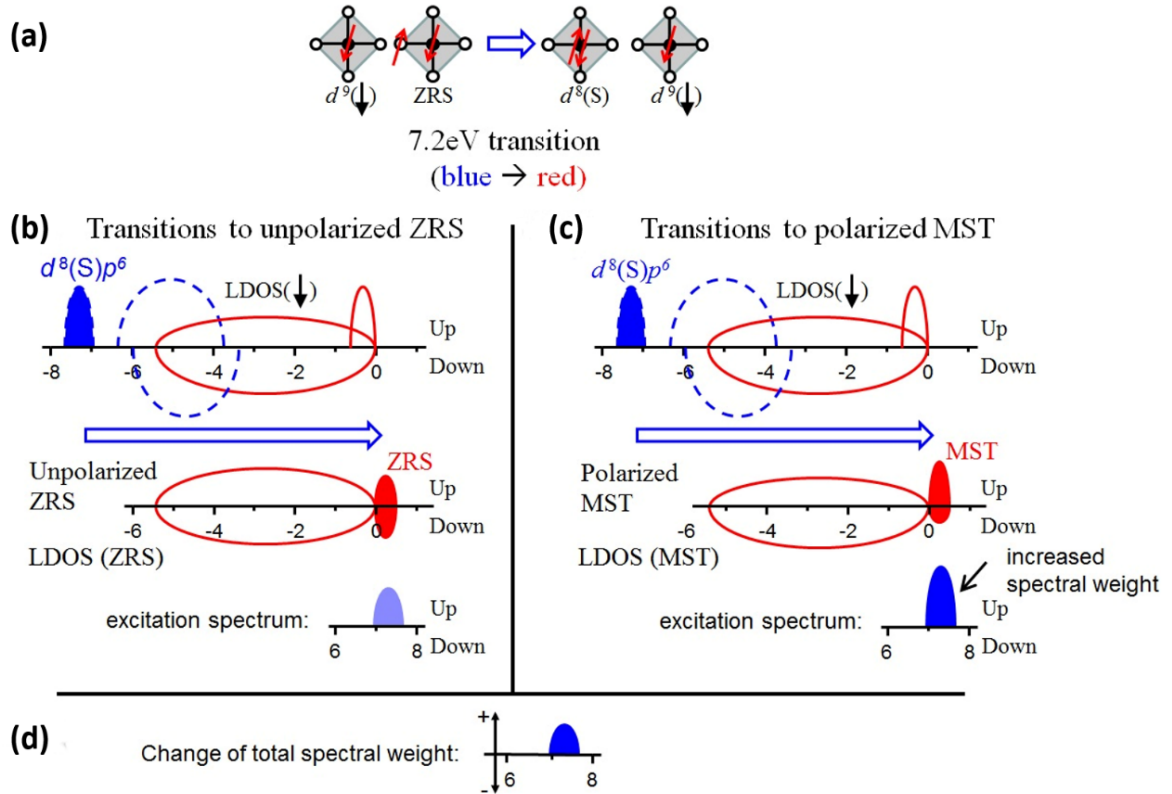 (a)
d⁹(↓) ZRS d⁸(S) d⁹(↓)
7.2eV transition
(blue → red)
(b) Transitions to unpolarized ZRS
d⁸(S)p⁶
LDOS(↓)
Up
-8 -6 -4 -2 0 Down
Unpolarized
ZRS
ZRS
Up
-6 -4 -2 0 Down
LDOS (ZRS)
excitation spectrum:
Up
6 8 Down
(c) Transitions to polarized MST
d⁸(S)p⁶
LDOS(↓)
Up
-8 -6 -4 -2 0 Down
Polarized
MST
MST
Up
-6 -4 -2 0 Down
LDOS (MST)
increased
spectral weight
excitation spectrum:
Up
6 8 Down
(d)
Change of total spectral weight:
+
-
6 8